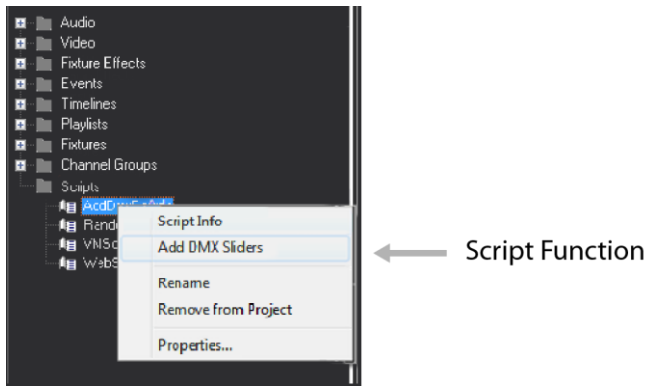 Audio
Video
Fixture Effects
Events
Timelines
Playlists
Fixtures
Channel Groups
Scripts
Script Info
Add DMX Sliders
Script Function
Rename
Remove from Project
Properties...